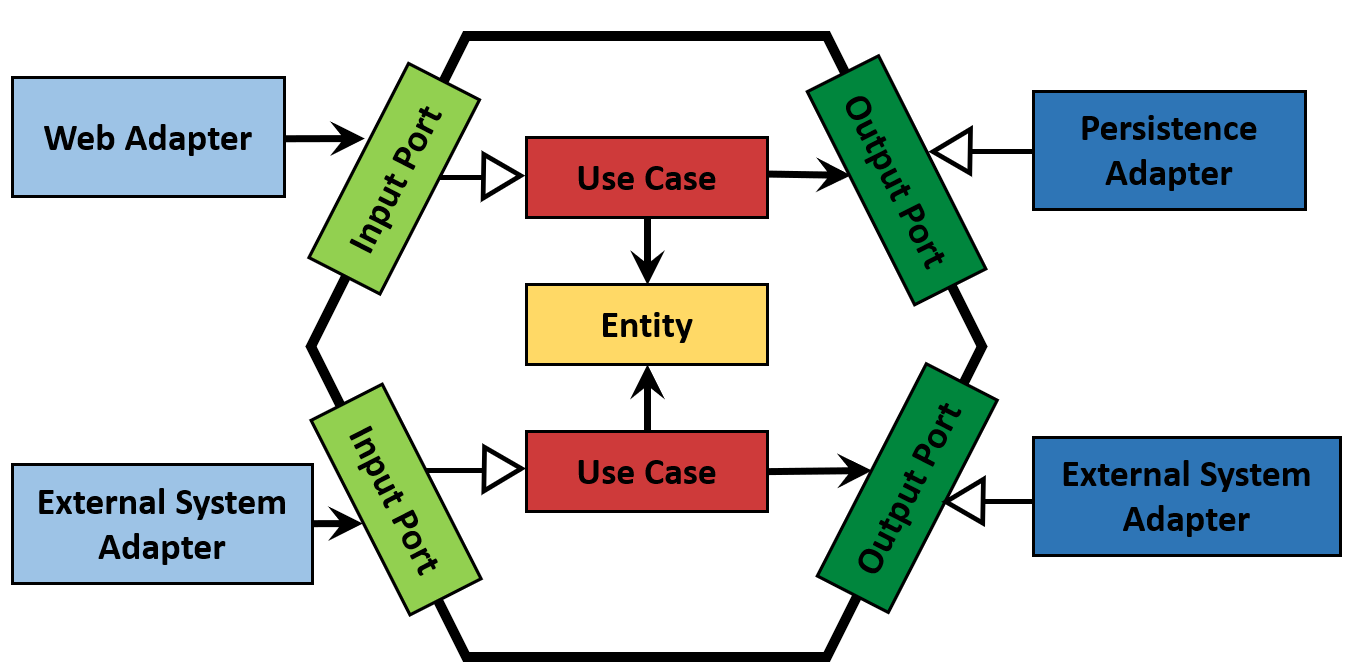 Web Adapter
Input Port
Use Case
Output Port
Persistence
Adapter
Entity
External System
Adapter
Input Port
Use Case
Output Port
External System
Adapter